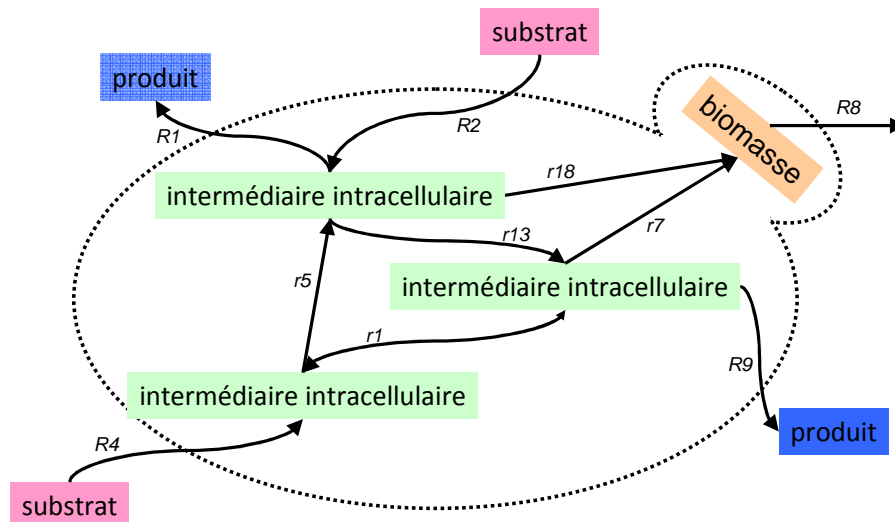 substrat
produit
R1
R2
biomasse
R8
intermédiaire intracellulaire
r18
r7
r13
r5
intermédiaire intracellulaire
r1
R9
intermédiaire intracellulaire
R4
produit
substrat